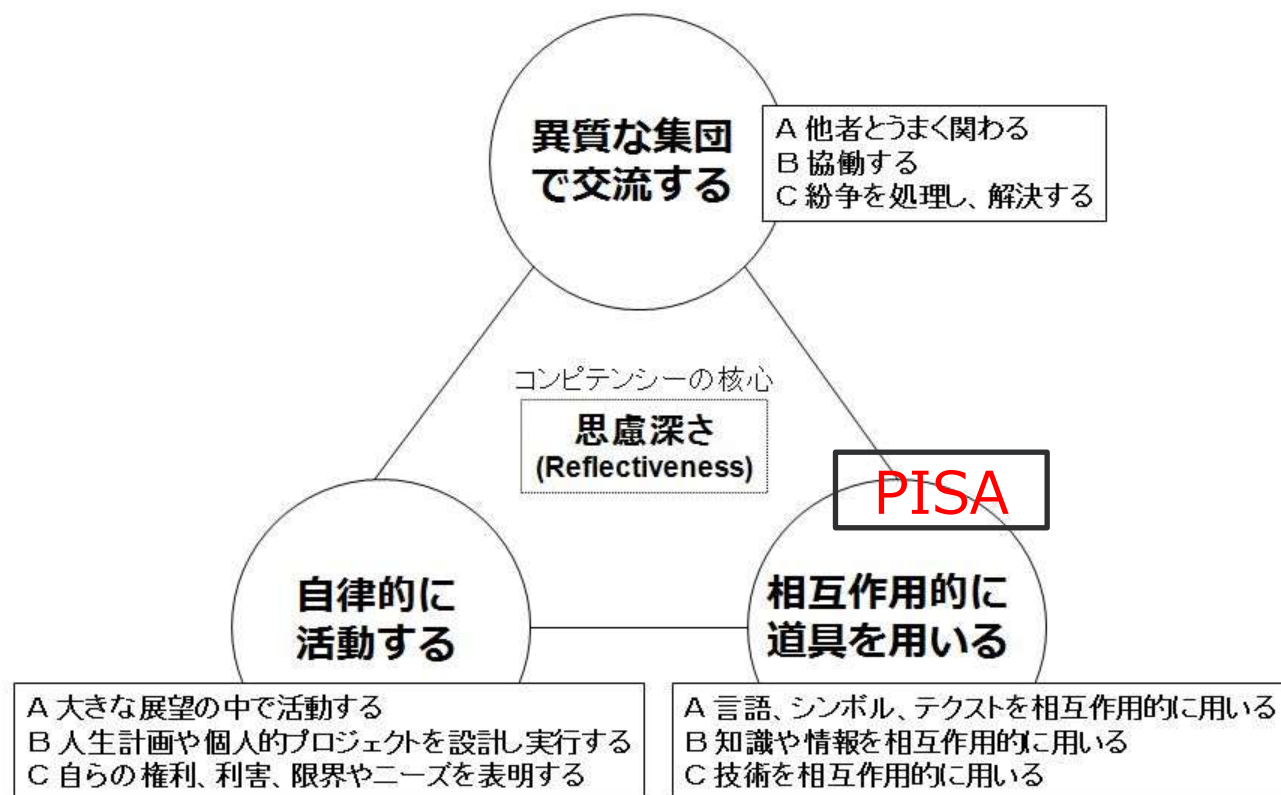 異質な集団
で交流する
A 他者とうまく関わる
B 協働する
C 紛争を処理し、解決する
コンピテンシーの核心
思慮深さ
(Reflectiveness)
PISA
自律的に
活動する
相互作用的に
道具を用いる
A 大きな展望の中で活動する
B 人生計画や個人的プロジェクトを設計し実行する
C 自らの権利、利害、限界やニーズを表明する
A 言語、シンボル、テクストを相互作用的に用いる
B 知識や情報を相互作用的に用いる
C 技術を相互作用的に用いる